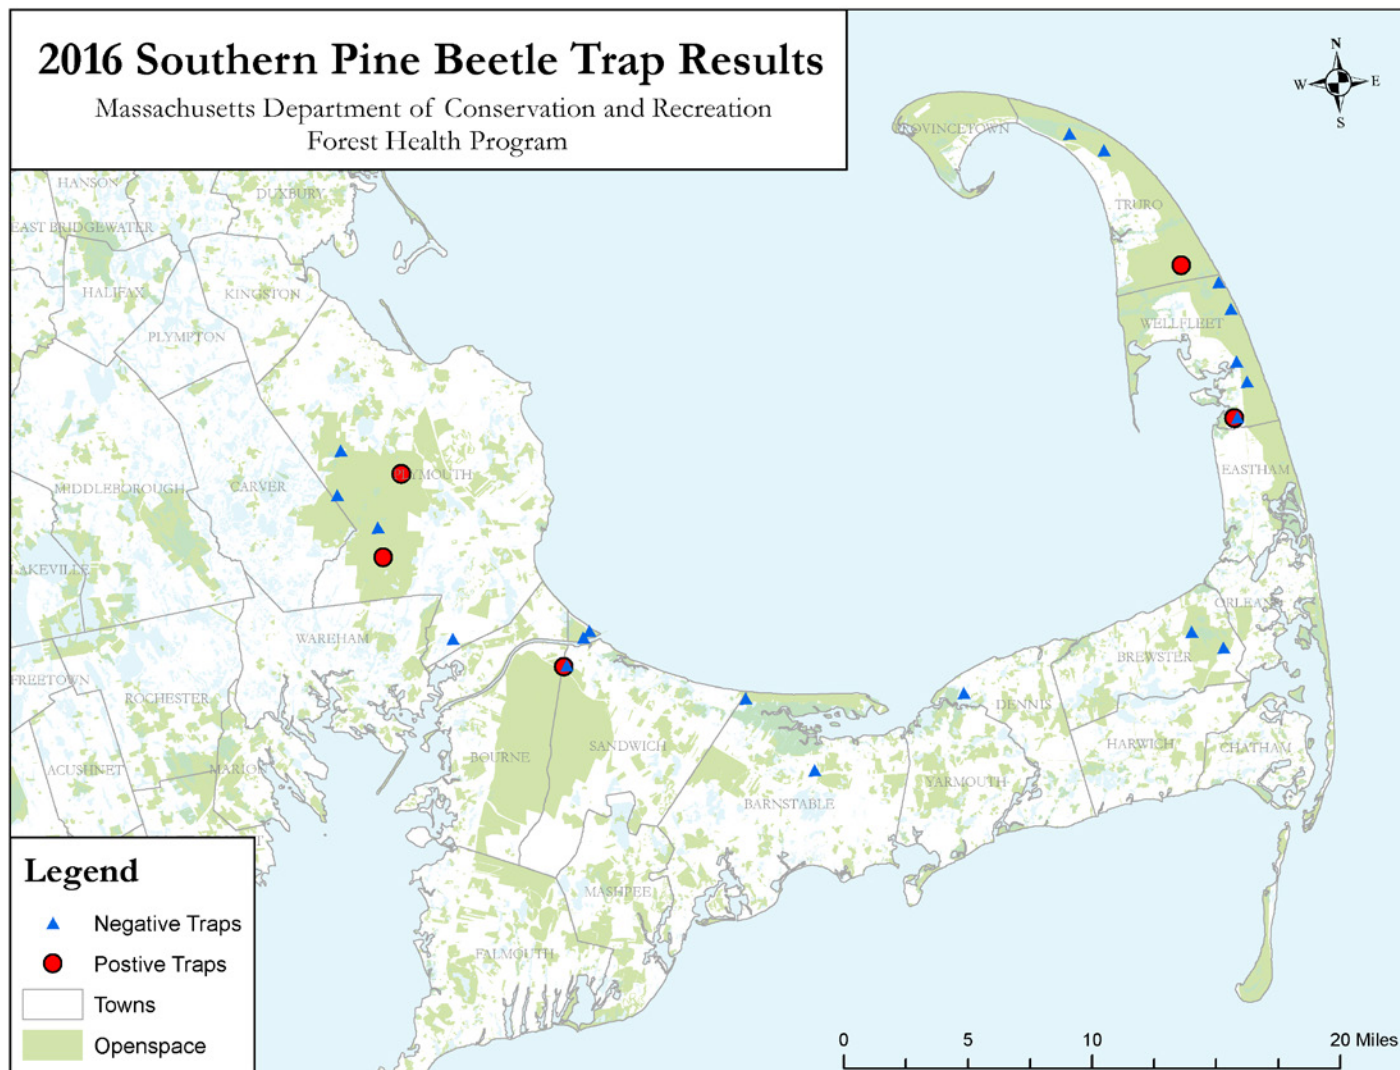 2016 Southern Pine Beetle Trap Results
Massachusetts Department of Conservation and Recreation
Forest Health Program
N
W
E
S
PROVINCETOWN
HANSON
DUXBURY
TRURO
EAST BRIDGEWATER
HALIFAX
KINGSTON
WELLFLEET
PLYMPTON
EASTHAM
PLYMOUTH
CARVER
MIDDLEBOROUGH
LAKEVILLE
ORLEANS
WAREHAM
BREWSTER
FREETOWN
ROCHESTER
DENNIS
SANDWICH
HARWICH
CHATHAM
BOURNE
ACUSHNET
MARION
YARMOUTH
BARNSTABLE
MASHPEE
FALMOUTH
Legend
Negative Traps
Postive Traps
Towns
Openspace
0 5 10 20 Miles